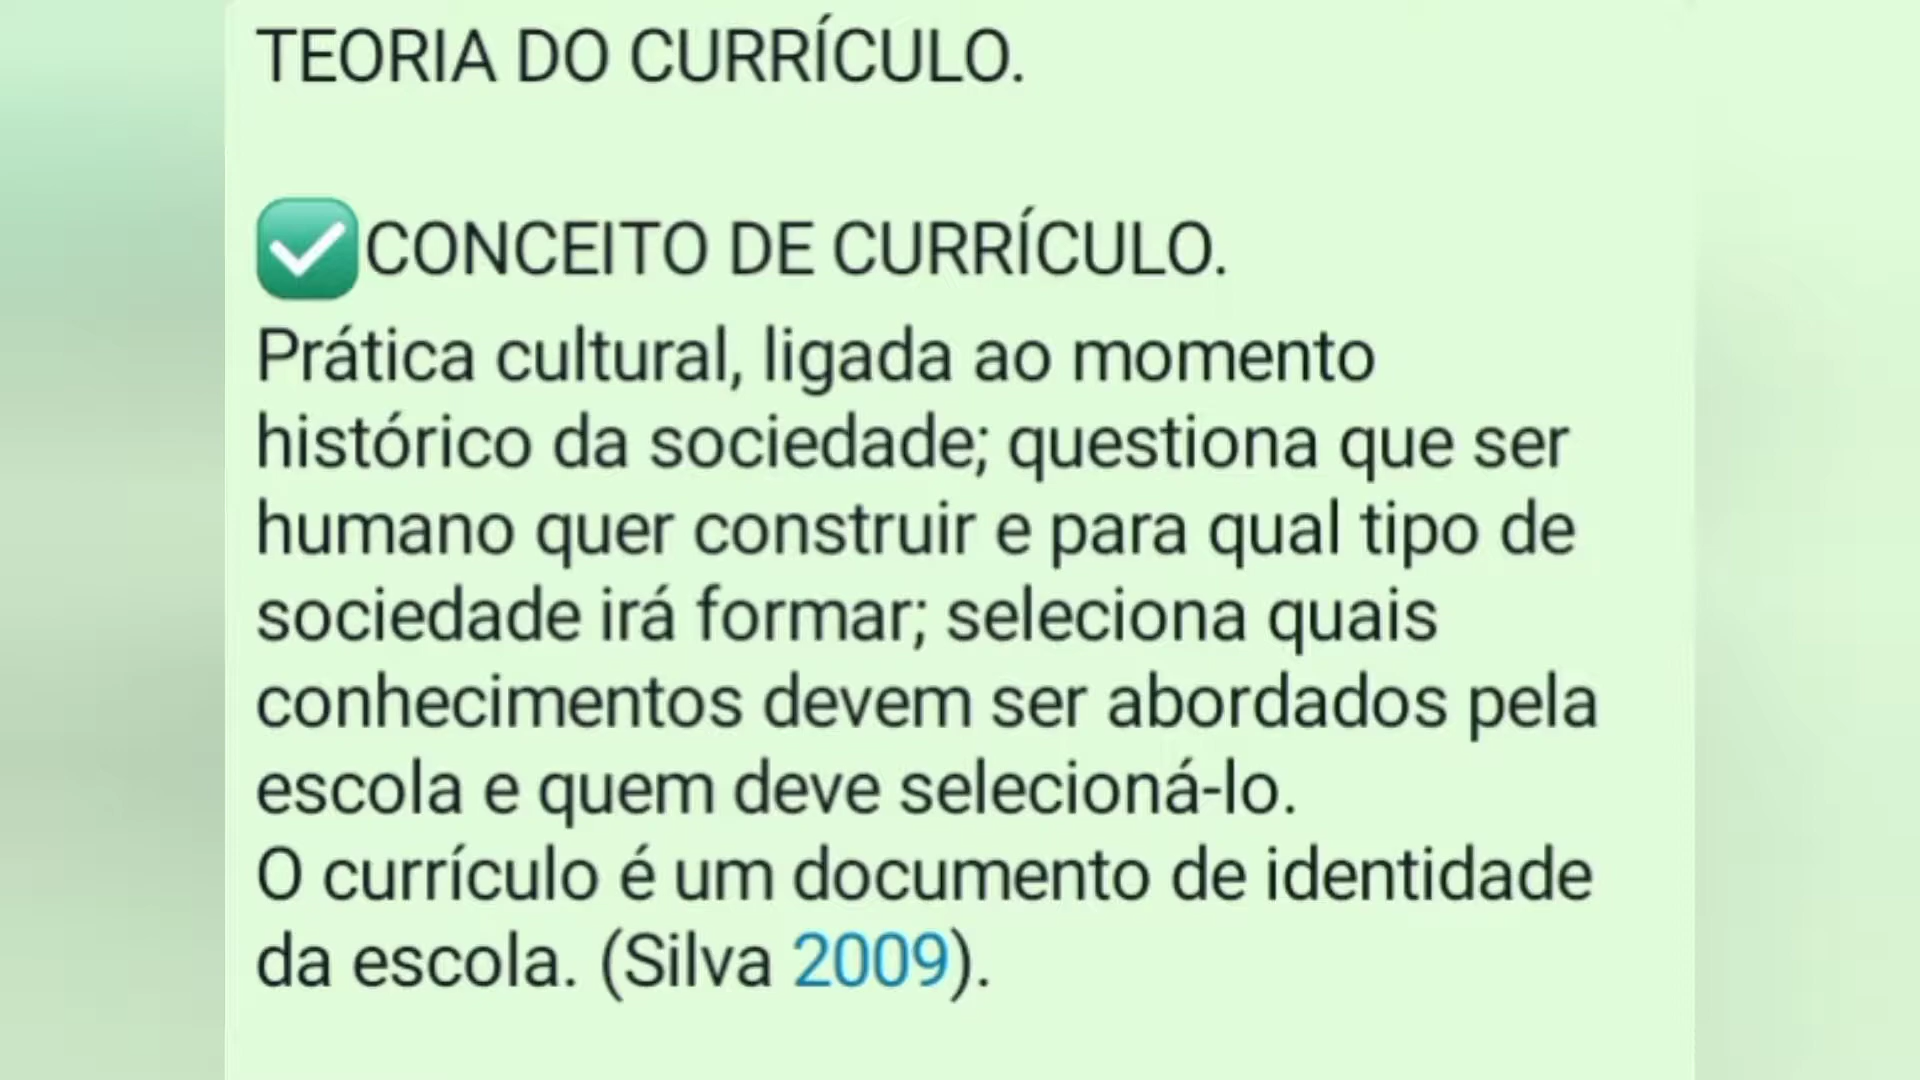 TEORIA DO CURRÍCULO.
✅CONCEITO DE CURRÍCULO.
Prática cultural, ligada ao momento
histórico da sociedade; questiona que ser
humano quer construir e para qual tipo de
sociedade irá formar; seleciona quais
conhecimentos devem ser abordados pela
escola e quem deve selecioná-lo.
O currículo é um documento de identidade
da escola. (Silva 2009).